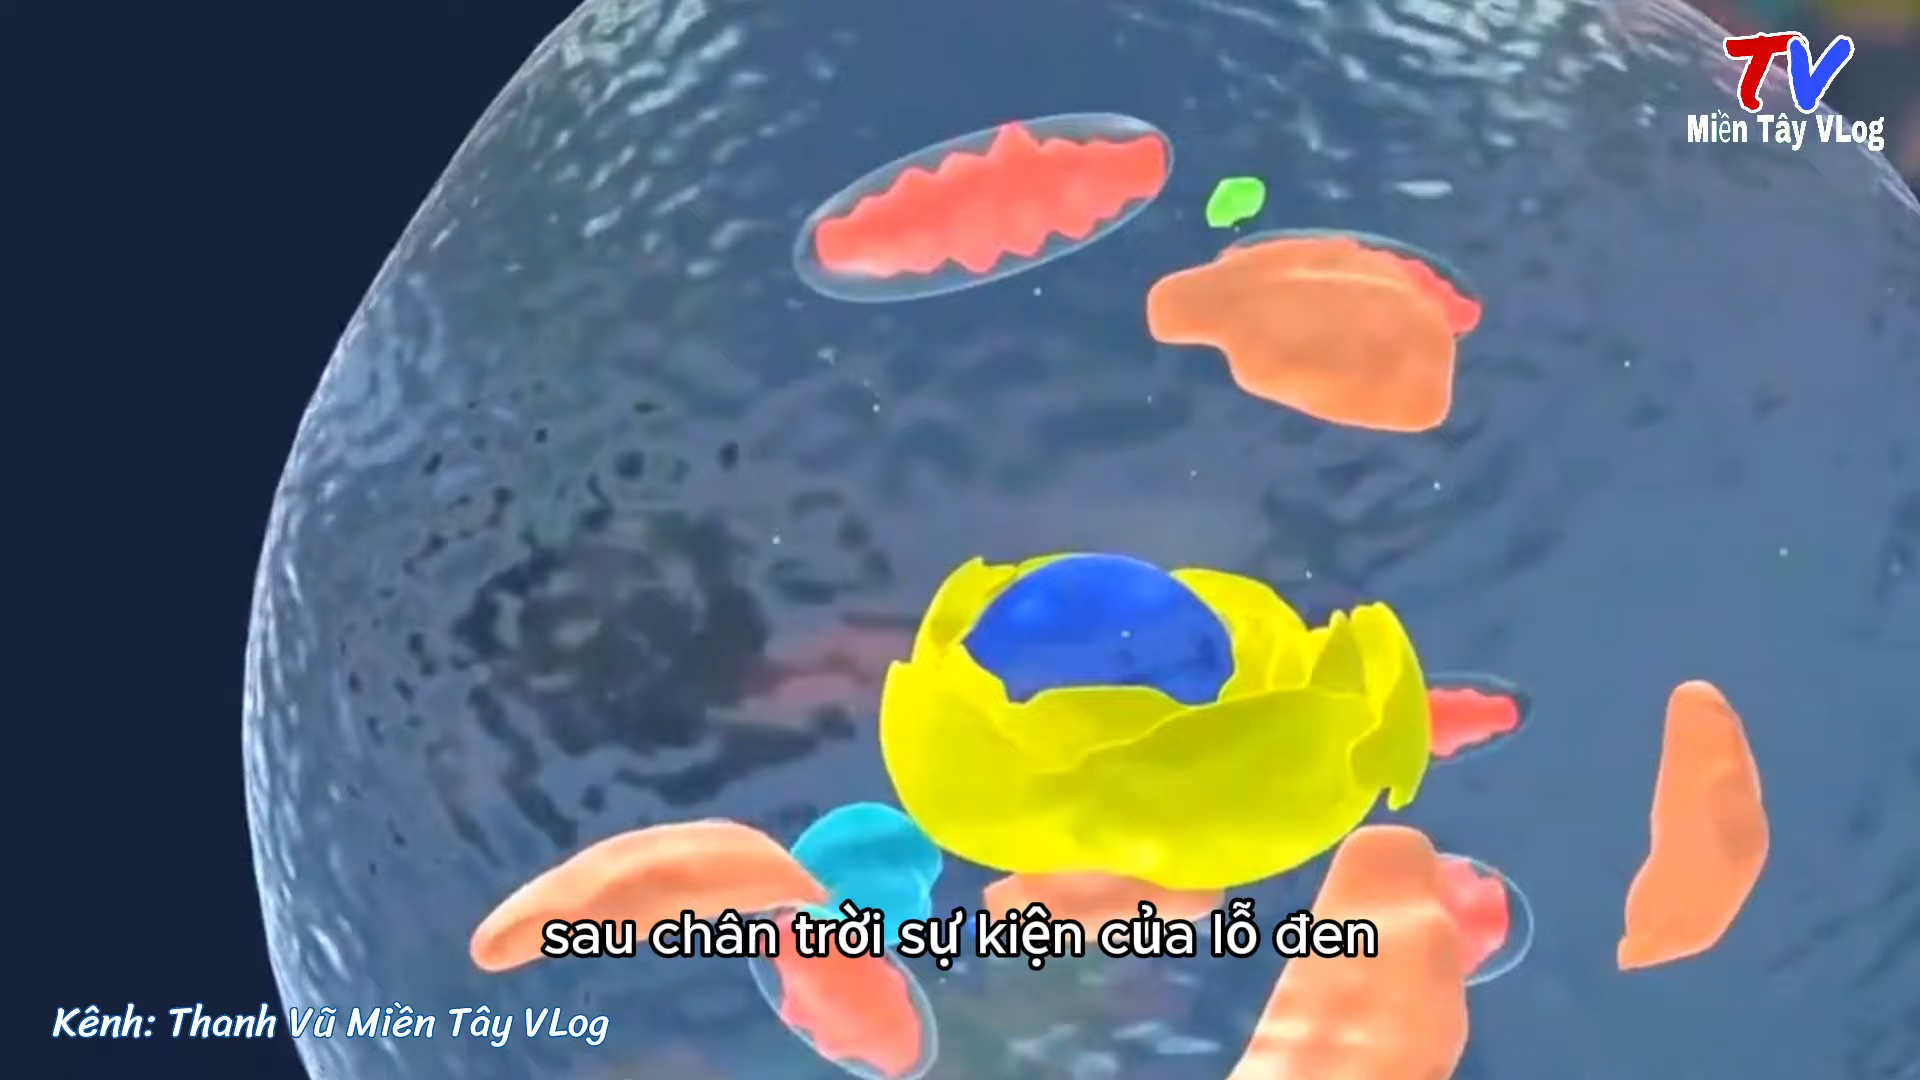 TV
Miền Tây VLog
sau chân trời sự kiện của lỗ đen
Kênh: Thanh Vũ Miền Tây VLog